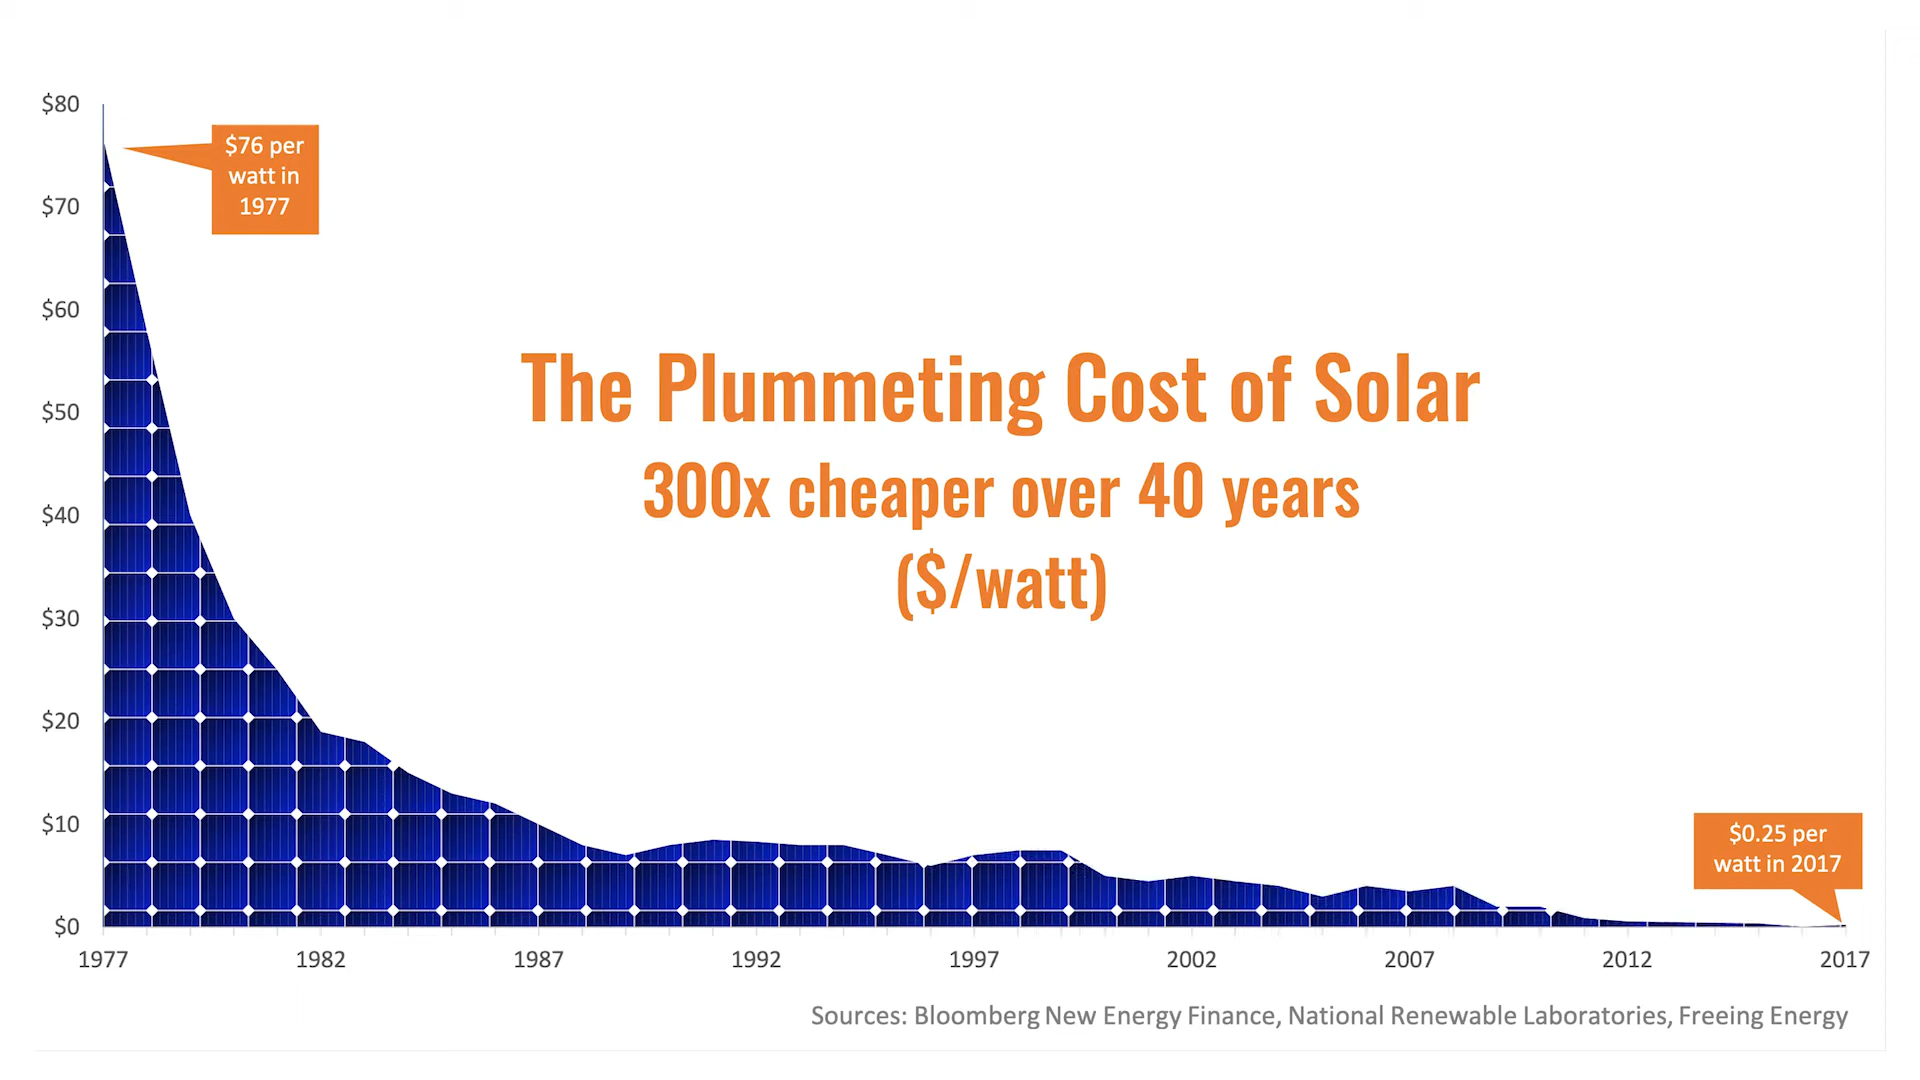 $80
$70
$60
$50
$40
$30
$20
$10
$0
$76 per
watt in
1977
The Plummeting Cost of Solar
300x cheaper over 40 years
($/watt)
$0.25 per
watt in 2017
1977 1982 1987 1992 1997 2002 2007 2012 2017
Sources: Bloomberg New Energy Finance, National Renewable Laboratories, Freeing Energy